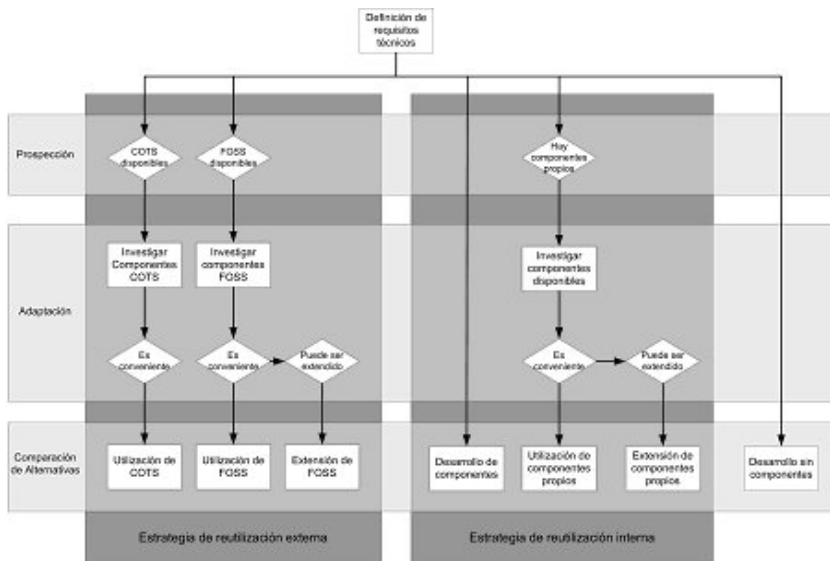 Definición de
requisitos
técnicos
COTS
disponibles
FOSS
disponibles
Hay
componentes
propios
Prospección
Investigar
Componentes
COTS
Investigar
componentes
FOSS
Investigar
componentes
disponibles
Adaptación
Es
conveniente
Es
conveniente
Puede ser
extendido
Es
conveniente
Puede ser
extendido
Comparación
de Alternativas
Utilización de
COTS
Utilización de
FOSS
Extensión de
FOSS
Desarrollo de
componentes
Utilización de
componentes
propios
Extensión de
componentes
propios
Desarrollo sin
componentes
Estrategia de reutilización externa
Estrategia de reutilización interna